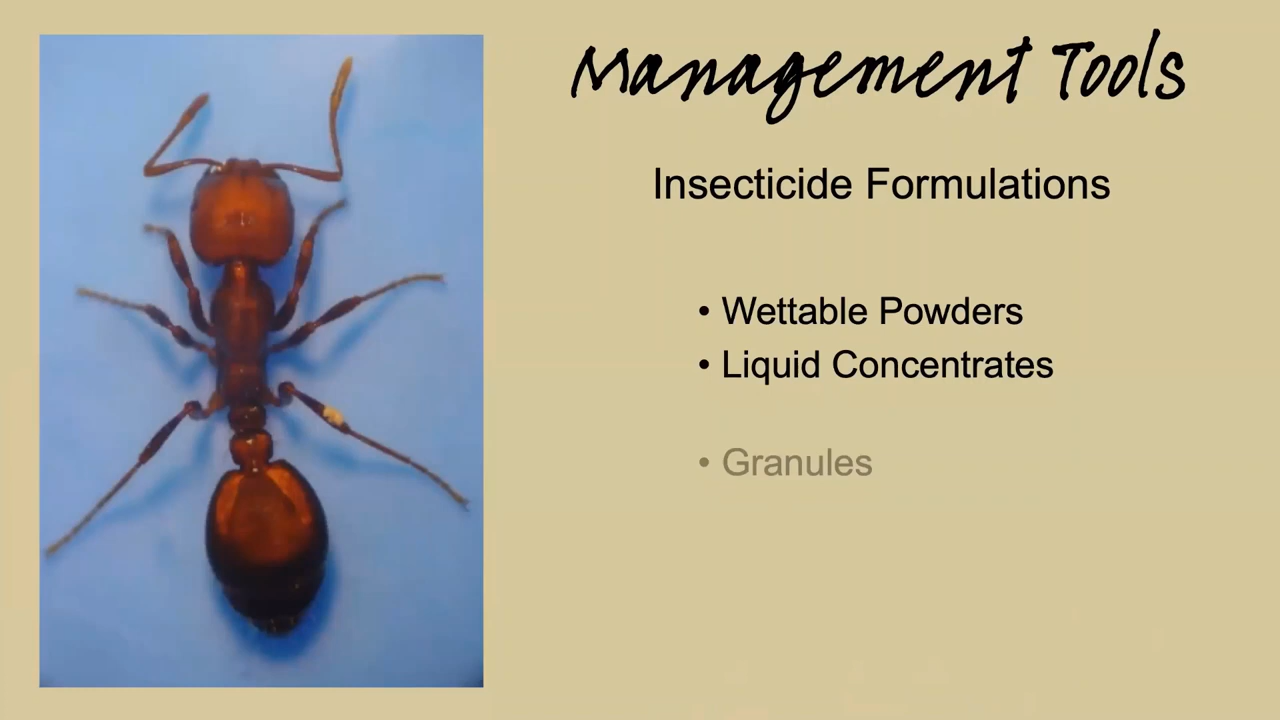 Management Tools
Insecticide Formulations
• Wettable Powders
• Liquid Concentrates
• Granules